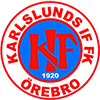 KARLSLUNDS IF FK
KIF
1920
ÖREBRO